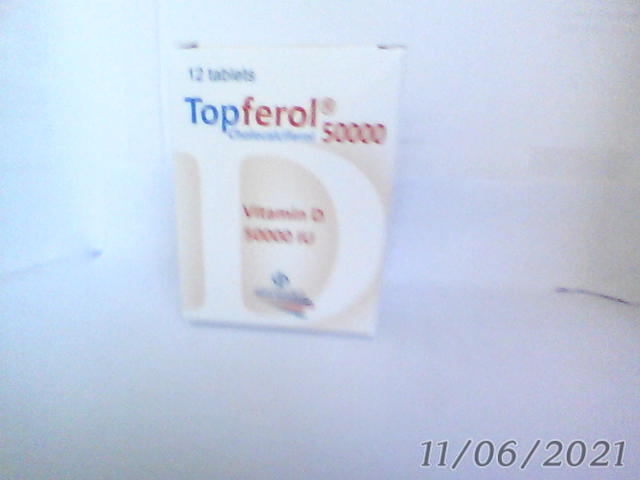 12 tablets
Topferol® 50000
Cholecalciferol
Vitamin D
50000 IU
11/06/2021